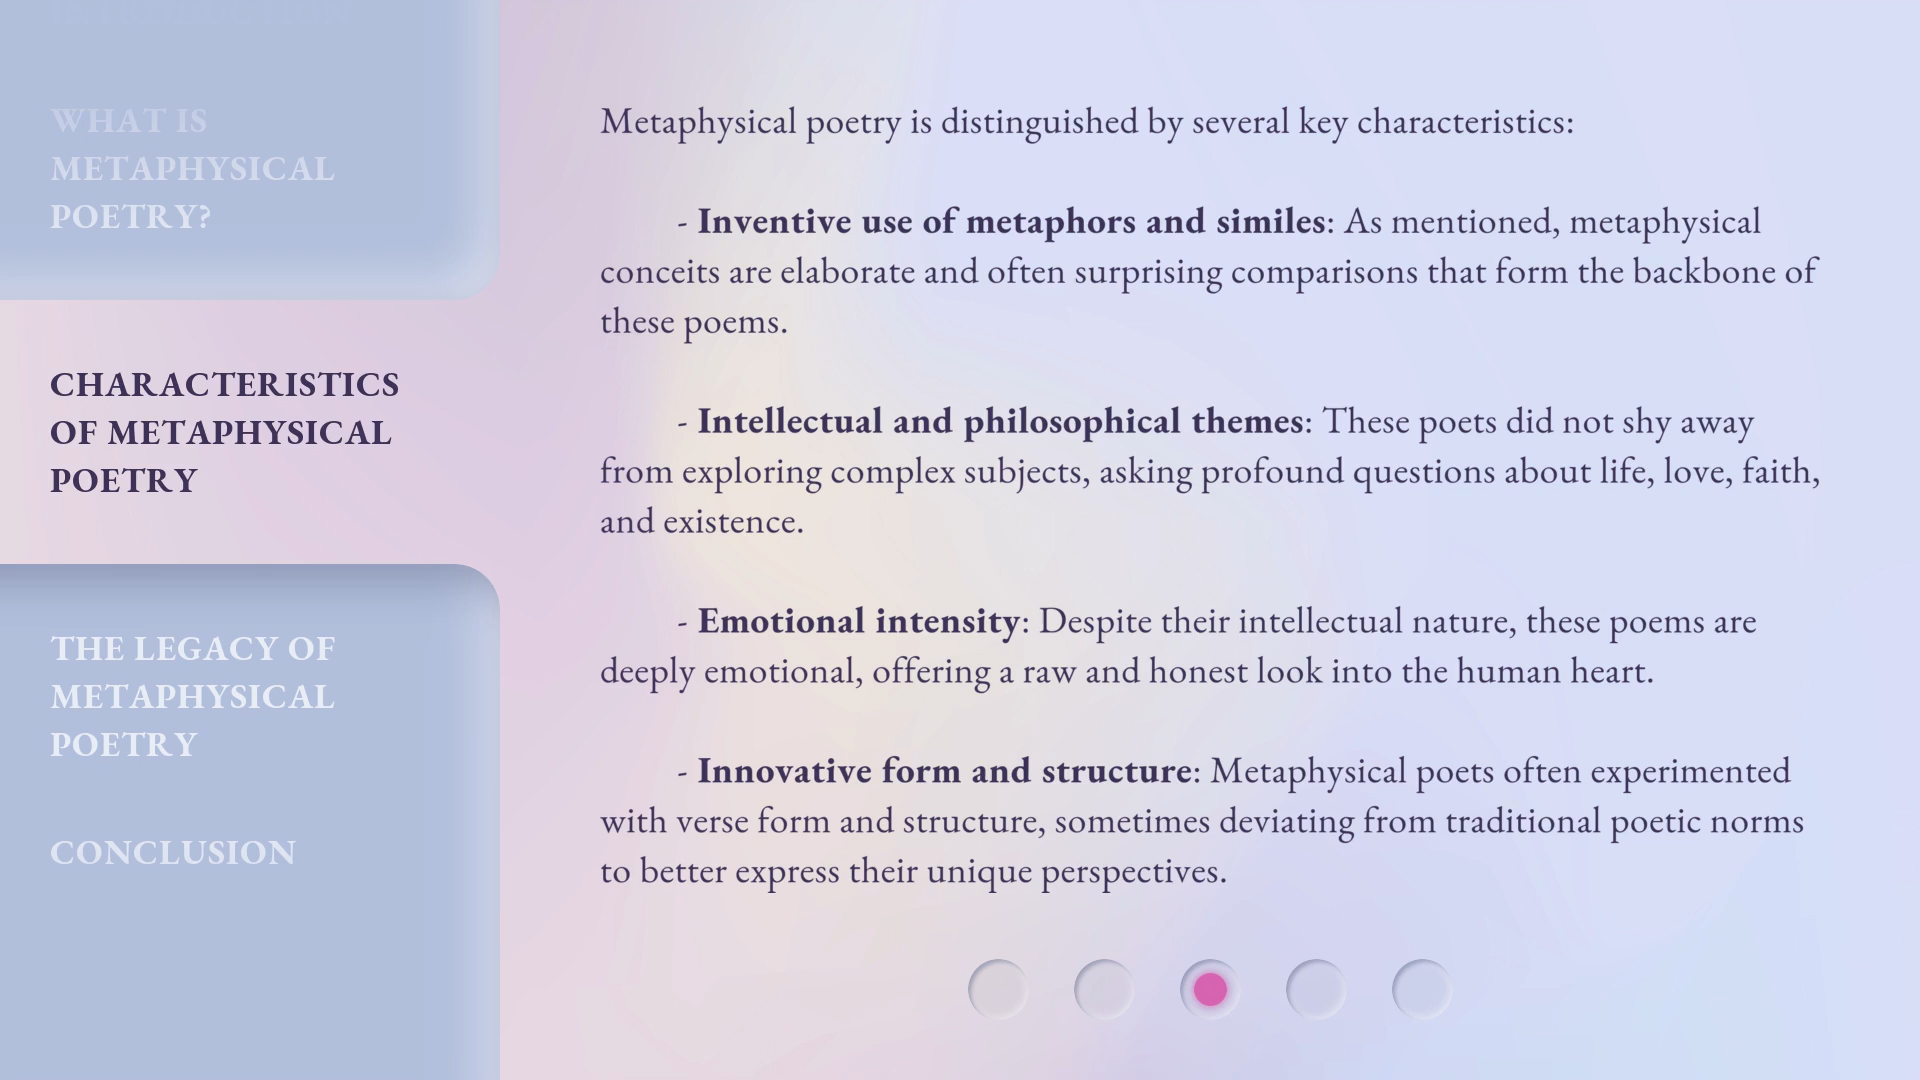 WHAT IS
METAPHYSICAL
POETRY?
CHARACTERISTICS
OF METAPHYSICAL
POETRY
THE LEGACY OF
METAPHYSICAL
POETRY
CONCLUSION
Metaphysical poetry is distinguished by several key characteristics:
- Inventive use of metaphors and similes: As mentioned, metaphysical
conceits are elaborate and often surprising comparisons that form the backbone of
these poems.
- Intellectual and philosophical themes: These poets did not shy away
from exploring complex subjects, asking profound questions about life, love, faith,
and existence.
- Emotional intensity: Despite their intellectual nature, these poems are
deeply emotional, offering a raw and honest look into the human heart.
- Innovative form and structure: Metaphysical poets often experimented
with verse form and structure, sometimes deviating from traditional poetic norms
to better express their unique perspectives.